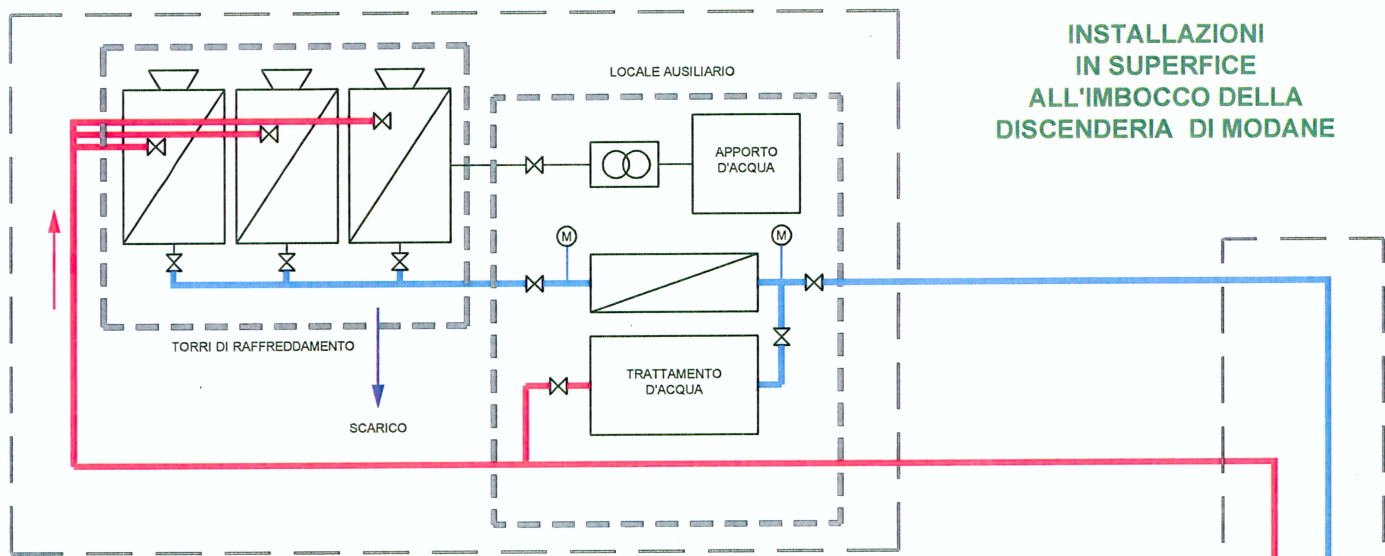 INSTALLAZIONI
IN SUPERFICE
ALL'IMBOCCO DELLA
DISCENDERIA DI MODANE
LOCALE AUSILIARIO
APPORTO
D'ACQUA
M
M
TORRI DI RAFFREDDAMENTO
TRATTAMENTO
D'ACQUA
SCARICO